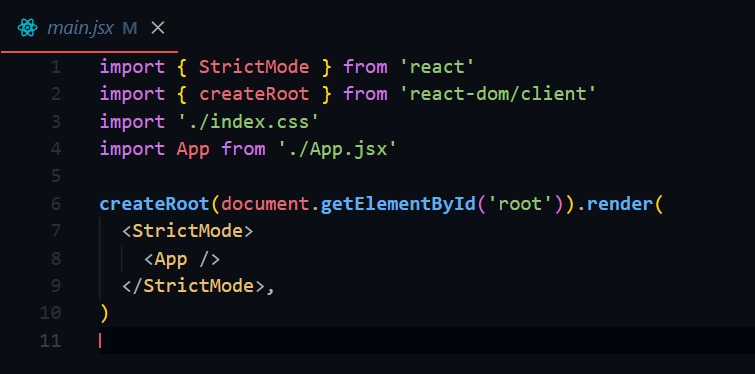 main.jsx M
1 import { StrictMode } from 'react'
2 import { createRoot } from 'react-dom/client'
3 import './index.css'
4 import App from './App.jsx'
5
6 createRoot(document.getElementById('root')).render(
7   <StrictMode>
8     <App />
9   </StrictMode>,
10 )
11